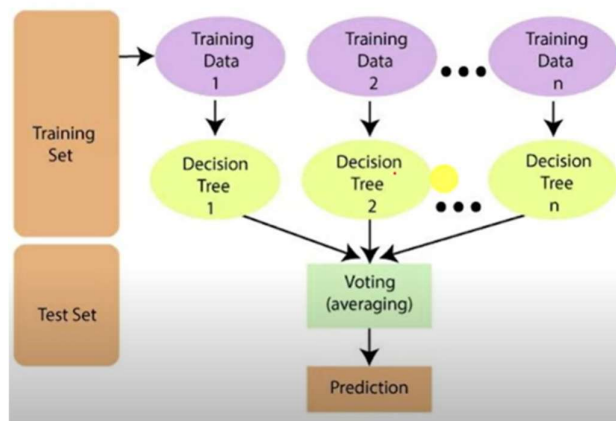 Training
Set
Test Set
Training
Data
1
Training
Data
2
Training
Data
n
Decision
Tree
1
Decision
Tree
2
Decision
Tree
n
Voting
(averaging)
Prediction